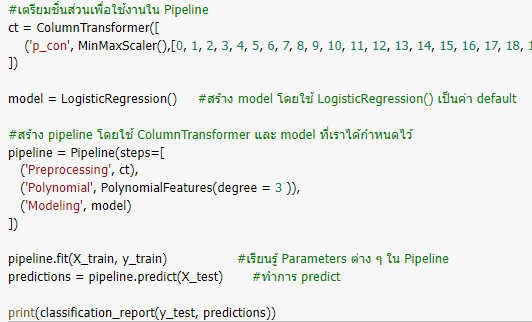 #เตรียมชิ้นส่วนเพื่อใช้งานใน Pipeline
ct = ColumnTransformer([
('p_con', MinMaxScaler(),[0, 1, 2, 3, 4, 5, 6, 7, 8, 9, 10, 11, 12, 13, 14, 15, 16, 17, 18, 1
])
model = LogisticRegression() #สร้าง model โดยใช้ LogisticRegression() เป็นค่า default
#สร้าง pipeline โดยใช้ ColumnTransformer และ model ที่เราได้กำหนดไว้
pipeline = Pipeline(steps=[
('Preprocessing', ct),
('Polynomial', PolynomialFeatures(degree = 3 )),
('Modeling', model)
])
pipeline.fit(X_train, y_train) #เรียนรู้ Parameters ต่าง ๆ ใน Pipeline
predictions = pipeline.predict(X_test) #ทำการ predict
print(classification_report(y_test, predictions))